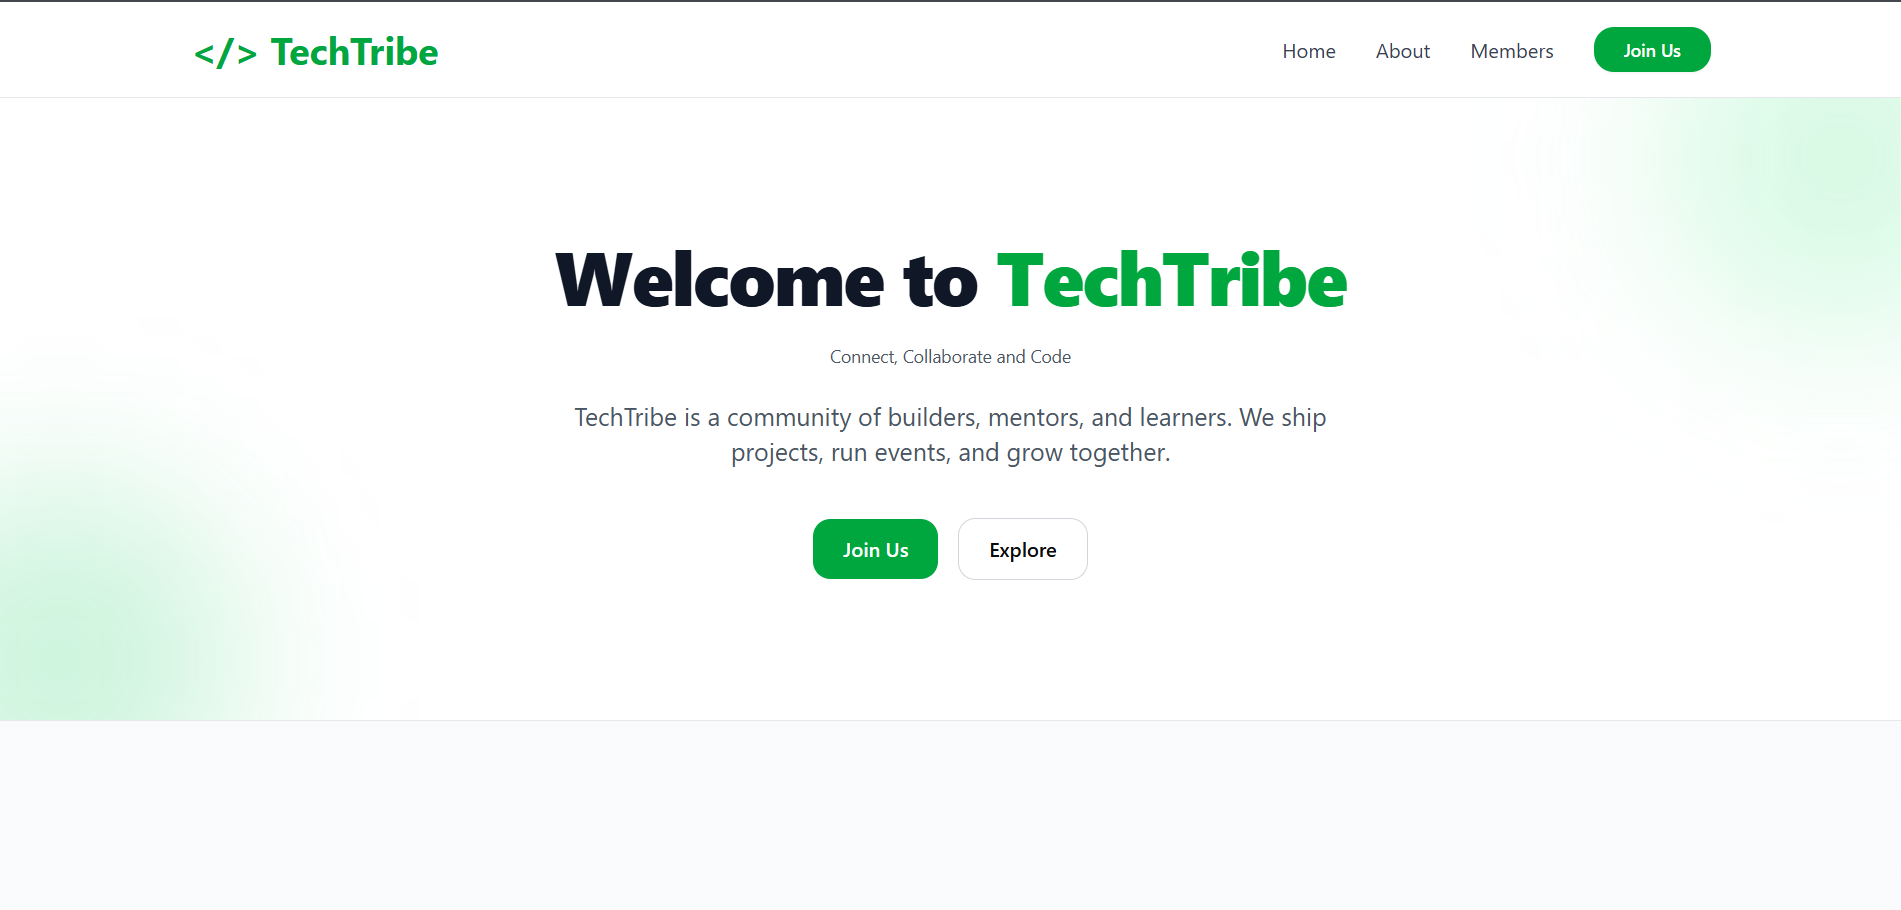 </> TechTribe
Home About Members Join Us
Welcome to TechTribe
Connect, Collaborate and Code
TechTribe is a community of builders, mentors, and learners. We ship
projects, run events, and grow together.
Join Us Explore